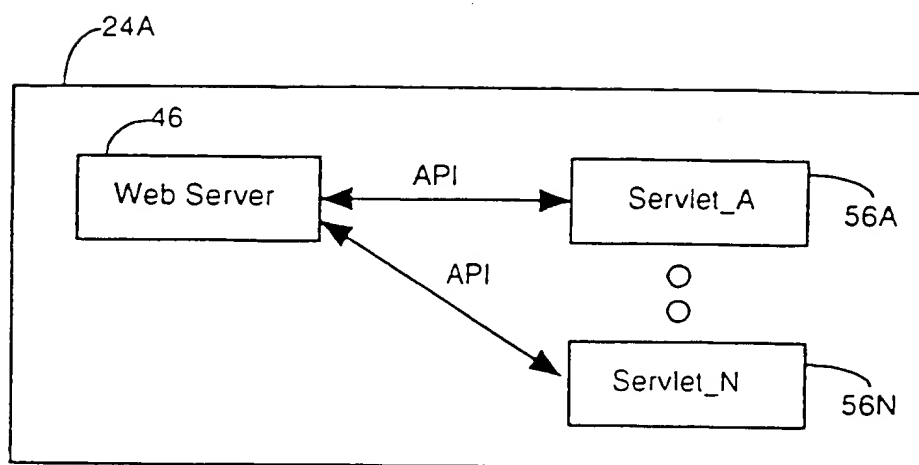 24A
46
Web Server
API
Servlet_A
56A
API
Servlet_N
56N